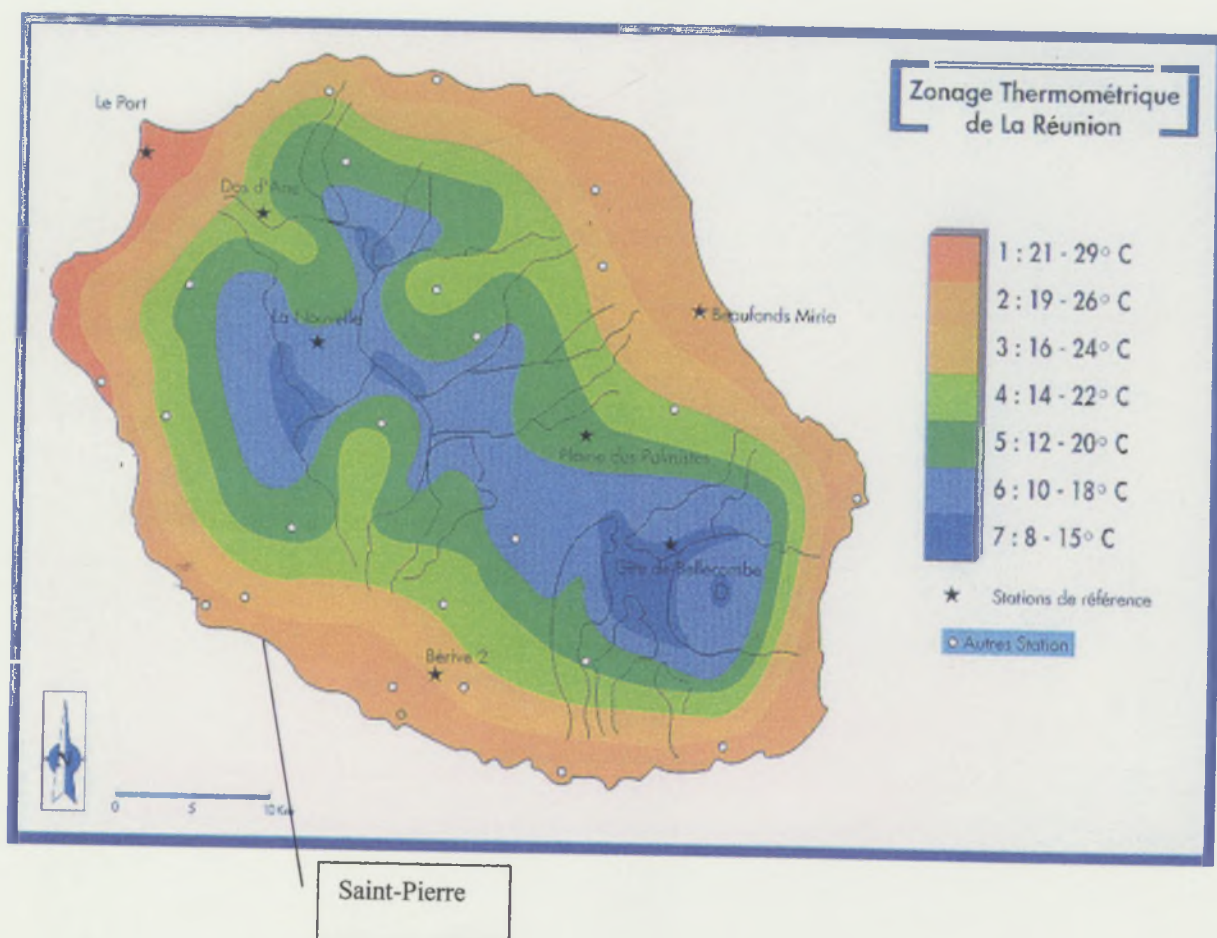 Zonage Thermométrique
de La Réunion
Le Port
Dos d'Ane
La Nouvelle
Beaufonds Miria
Plaine des Palmistes
Gîte de Bellecombe
Bérive 2
1 : 21 - 29° C
2 : 19 - 26° C
3 : 16 - 24° C
4 : 14 - 22° C
5 : 12 - 20° C
6 : 10 - 18° C
7 : 8 - 15° C
Stations de référence
Autres Station
N
0 5 10 Km
Saint-Pierre